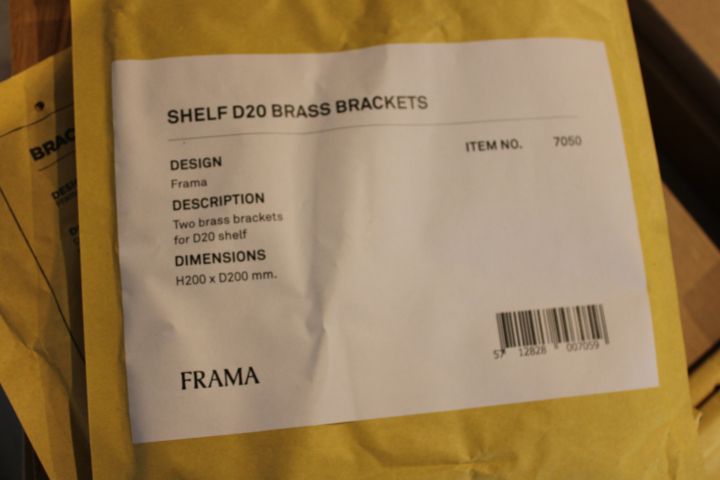 SHELF D20 BRASS BRACKETS
ITEM NO. 7050
DESIGN
Frama
DESCRIPTION
Two brass brackets
for D20 shelf
DIMENSIONS
H200 x D200 mm.
FRAMA
BRAC